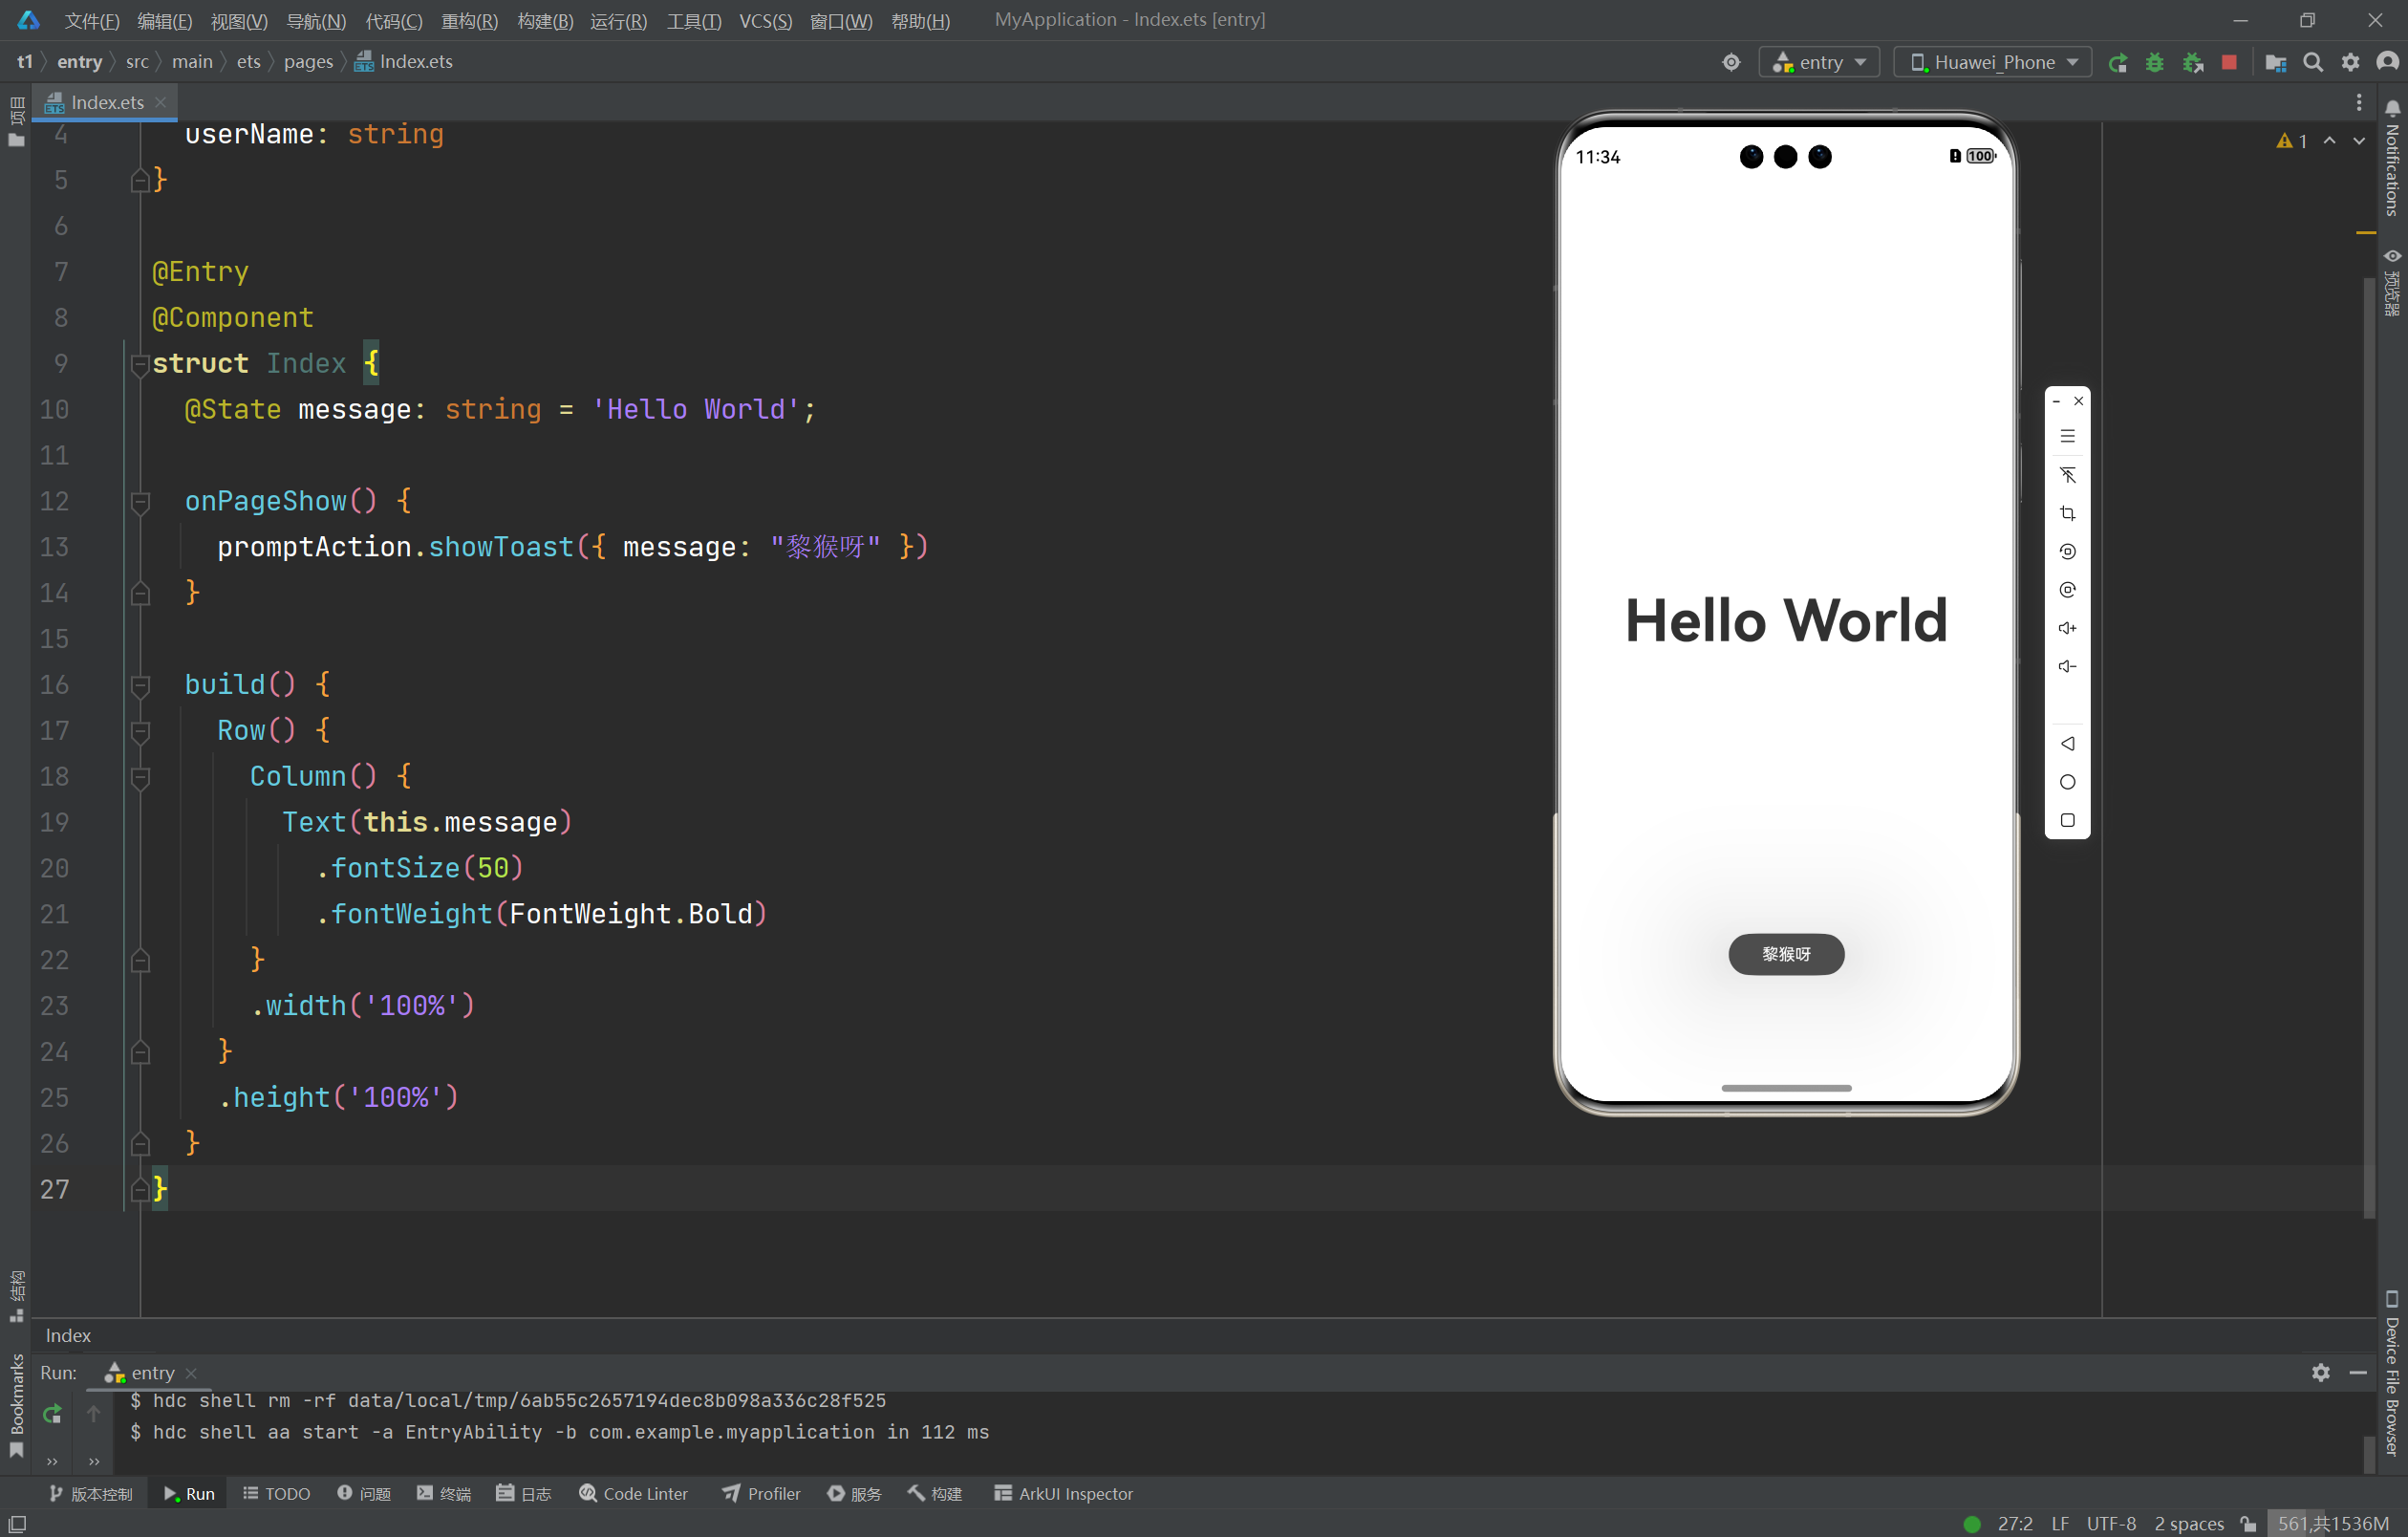 文件(F) 编辑(E) 视图(V) 导航(N) 代码(C) 重构(R) 构建(B) 运行(R) 工具(T) VCS(S) 窗口(W) 帮助(H) MyApplication - Index.ets [entry]
t1 entry src main ets pages Index.ets entry Huawei_Phone
Index.ets
项目
4 userName: string
5 }
6
7 @Entry
8 @Component
9 struct Index {
10 @State message: string = 'Hello World';
11
12 onPageShow() {
13 promptAction.showToast({ message: "黎猴呀" })
14 }
15
16 build() {
17 Row() {
18 Column() {
19 Text(this.message)
20 .fontSize(50)
21 .fontWeight(FontWeight.Bold)
22 }
23 .width('100%')
24 }
25 .height('100%')
26 }
27 }
11:34
100
Hello World
黎猴呀
1
Notifications
预览器
Device File Browser
结构
Bookmarks
Index
Run: entry
$ hdc shell rm -rf data/local/tmp/6ab55c2657194dec8b098a336c28f525
$ hdc shell aa start -a EntryAbility -b com.example.myapplication in 112 ms
版本控制 Run TODO 问题 终端 日志 Code Linter Profiler 服务 构建 ArkUI Inspector
27:2 LF UTF-8 2 spaces 561,共1536M